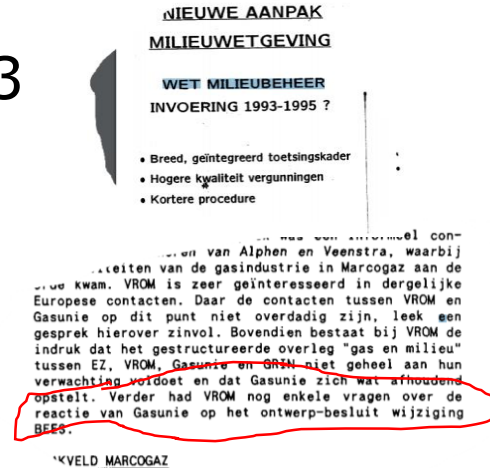 3
NIEUWE AANPAK
MILIEUWETGEVING
WET MILIEUBEHEER
INVOERING 1993-1995 ?
• Breed, geïntegreerd toetsingskader
• Hogere kwaliteit vergunningen
• Kortere procedure
was een informeel con-
van Alphen en Veenstra, waarbij
van de gasindustrie in Marcogaz aan de
kwam. VROM is zeer geïnteresseerd in dergelijke
Europese contacten. Daar de contacten tussen VROM en
Gasunie op dit punt niet overdadig zijn, leek een
gesprek hierover zinvol. Bovendien bestaat bij VROM de
indruk dat het gestructureerde overleg "gas en milieu"
tussen EZ, VROM, Gasunie en GRIN niet geheel aan hun
verwachting voldoet en dat Gasunie zich wat afhoudend
opstelt. Verder had VROM nog enkele vragen over de
reactie van Gasunie op het ontwerp-besluit wijziging
BEES.
KVELD MARCOGAZ